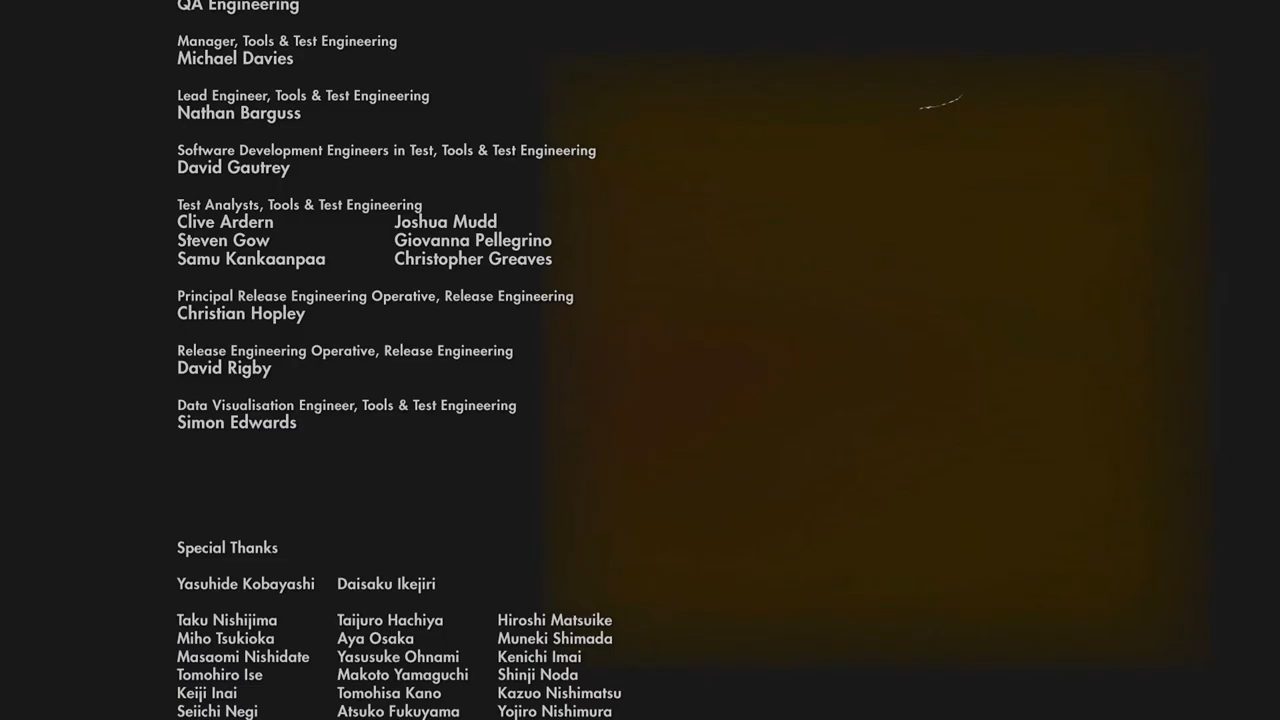 QA Engineering
Manager, Tools & Test Engineering
Michael Davies
Lead Engineer, Tools & Test Engineering
Nathan Barguss
Software Development Engineers in Test, Tools & Test Engineering
David Gautrey
Test Analysts, Tools & Test Engineering
Clive Ardern Joshua Mudd
Steven Gow Giovanna Pellegrino
Samu Kankaanpaa Christopher Greaves
Principal Release Engineering Operative, Release Engineering
Christian Hopley
Release Engineering Operative, Release Engineering
David Rigby
Data Visualisation Engineer, Tools & Test Engineering
Simon Edwards
Special Thanks
Yasuhide Kobayashi Daisaku Ikejiri
Taku Nishijima Taijuro Hachiya Hiroshi Matsuike
Miho Tsukioka Aya Osaka Muneki Shimada
Masaomi Nishidate Yasusuke Ohnami Kenichi Imai
Tomohiro Ise Makoto Yamaguchi Shinji Noda
Keiji Inai Tomohisa Kano Kazuo Nishimatsu
Seiichi Negi Atsuko Fukuyama Yojiro Nishimura